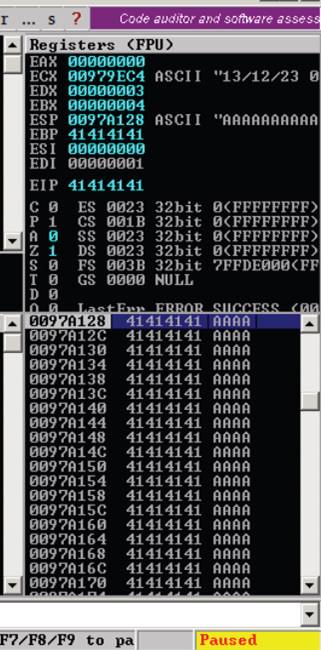 r ... s ? Code auditor and software assess
Registers (FPU)
EAX 00000000
ECX 00979EC4 ASCII "13/12/23 0
EDX 00000003
EBX 00000004
ESP 0097A128 ASCII "AAAAAAAAAA
EBP 41414141
ESI 00000000
EDI 00000001
EIP 41414141
C 0 ES 0023 32bit 0(FFFFFFFF)
P 1 CS 001B 32bit 0(FFFFFFFF)
A 0 SS 0023 32bit 0(FFFFFFFF)
Z 1 DS 0023 32bit 0(FFFFFFFF)
S 0 FS 003B 32bit 7FFDE000(FF
T 0 GS 0000 NULL
D 0
O 0 LastErr ERROR_SUCCESS (00
0097A128 41414141 AAAA
0097A12C 41414141 AAAA
0097A130 41414141 AAAA
0097A134 41414141 AAAA
0097A138 41414141 AAAA
0097A13C 41414141 AAAA
0097A140 41414141 AAAA
0097A144 41414141 AAAA
0097A148 41414141 AAAA
0097A14C 41414141 AAAA
0097A150 41414141 AAAA
0097A154 41414141 AAAA
0097A158 41414141 AAAA
0097A15C 41414141 AAAA
0097A160 41414141 AAAA
0097A164 41414141 AAAA
0097A168 41414141 AAAA
0097A16C 41414141 AAAA
0097A170 41414141 AAAA
0097A174 41414141 AAAA
F7/F8/F9 to pa Paused